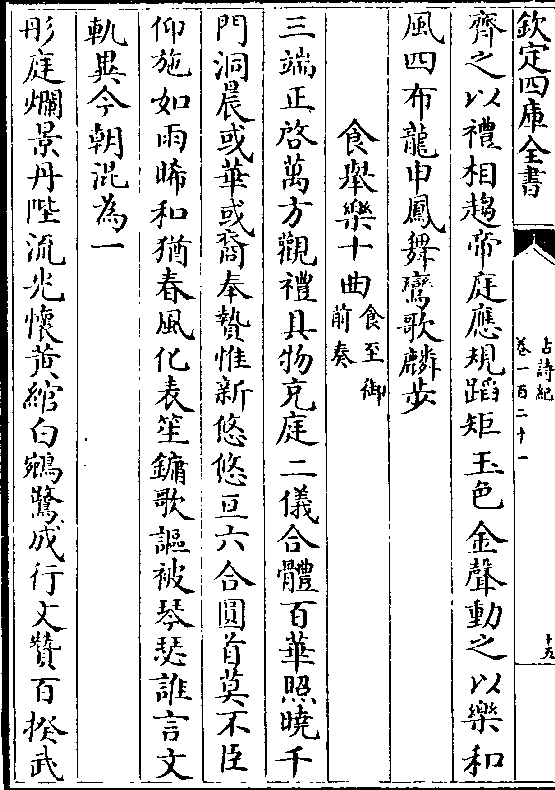 欽定四庫全書
古詩紀
卷一百二十一
十五
齊之以禮相趨帝庭應規蹈矩玉色金聲動之以樂和
風四布龍申鳳舞鸞歌麟步
食舉樂十曲食至御
前奏
三端正啓萬方觀禮具物充庭二儀合體百華照曉千
門洞晨或華或裔奉贄惟新悠悠亘六合圓首莫不臣
仰施如雨晞和猶春風化表笙鏞歌謳被琴瑟誰言文
軌異今朝混為一
彤庭爛景丹陛流光懷黃綰白鵷鷺成行文贊百揆武